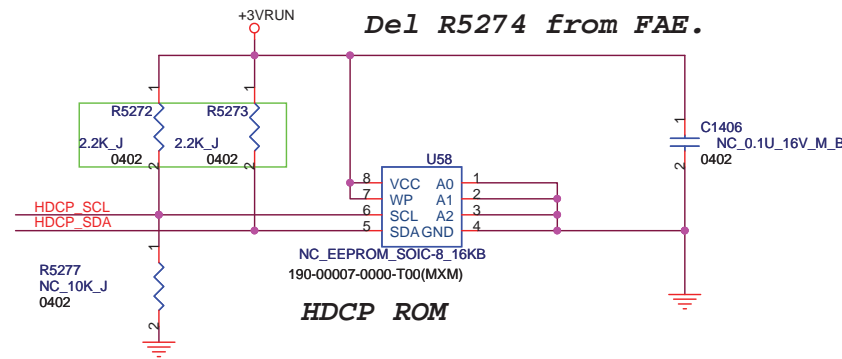 +3VRUN
Del R5274 from FAE.
1
1
R5272
R5273
2.2K_J
2.2K_J
0402
0402
2
2
1
C1406
NC_0.1U_16V_M_B
0402
2
U58
8 VCC A0 1
7 WP A1 2
6 SCL A2 3
5 SDA GND 4
HDCP_SCL
HDCP_SDA
NC_EEPROM_SOIC-8_16KB
190-00007-0000-T00(MXM)
1
R5277
NC_10K_J
0402
2
HDCP ROM